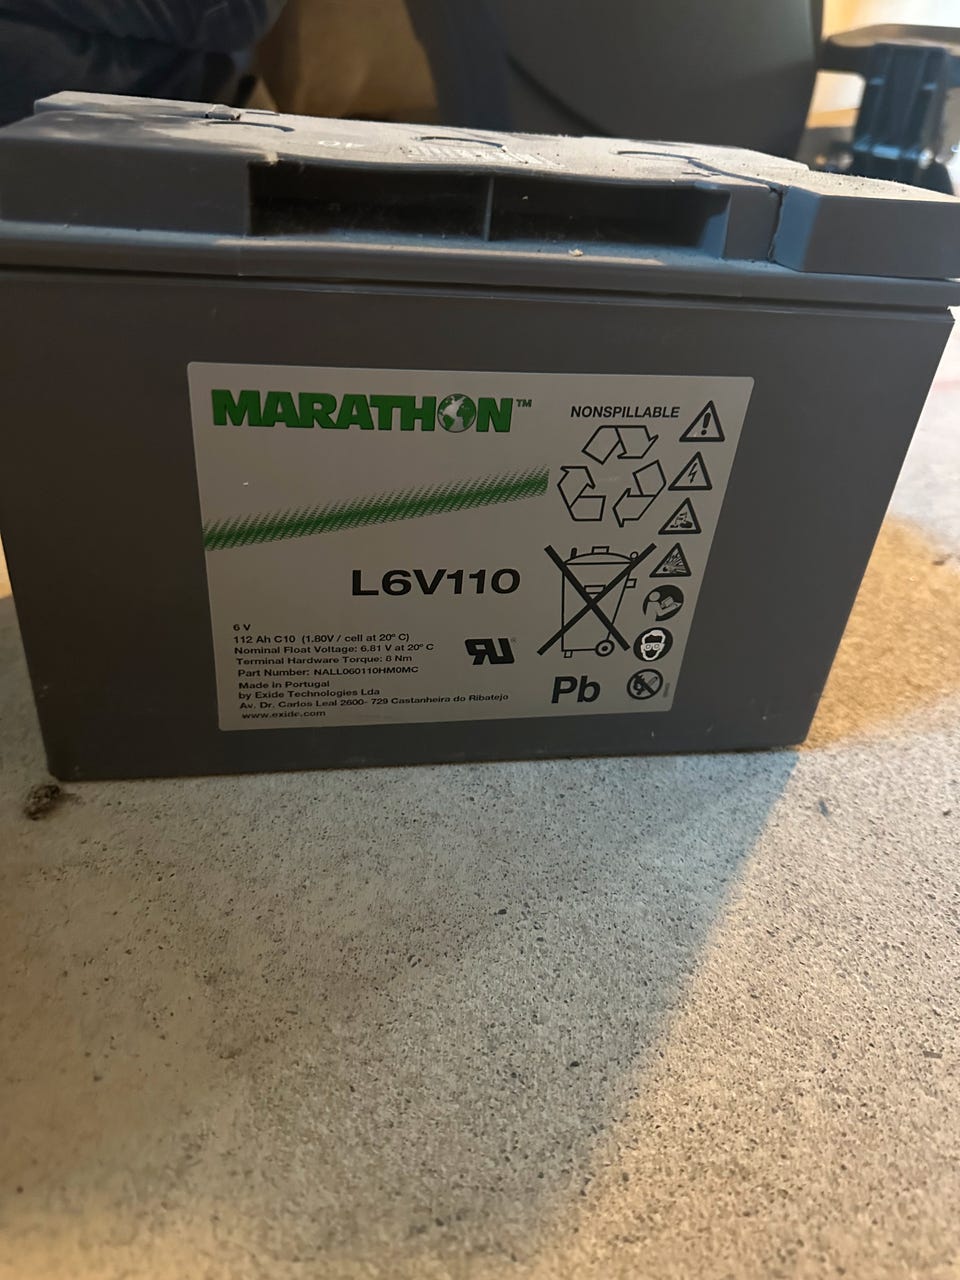 MARATHON™
NONSPILLABLE
L6V110
6 V
112 Ah C10 (1.80V / cell at 20° C)
Nominal Float Voltage: 6.81 V at 20° C
Terminal Hardware Torque: 8 Nm
Part Number: NALL060110HM0MC
Made in Portugal
by Exide Technologies Lda
Av. Dr. Carlos Leal 2600- 729 Castanheira do Ribatejo
www.exide.com
Pb